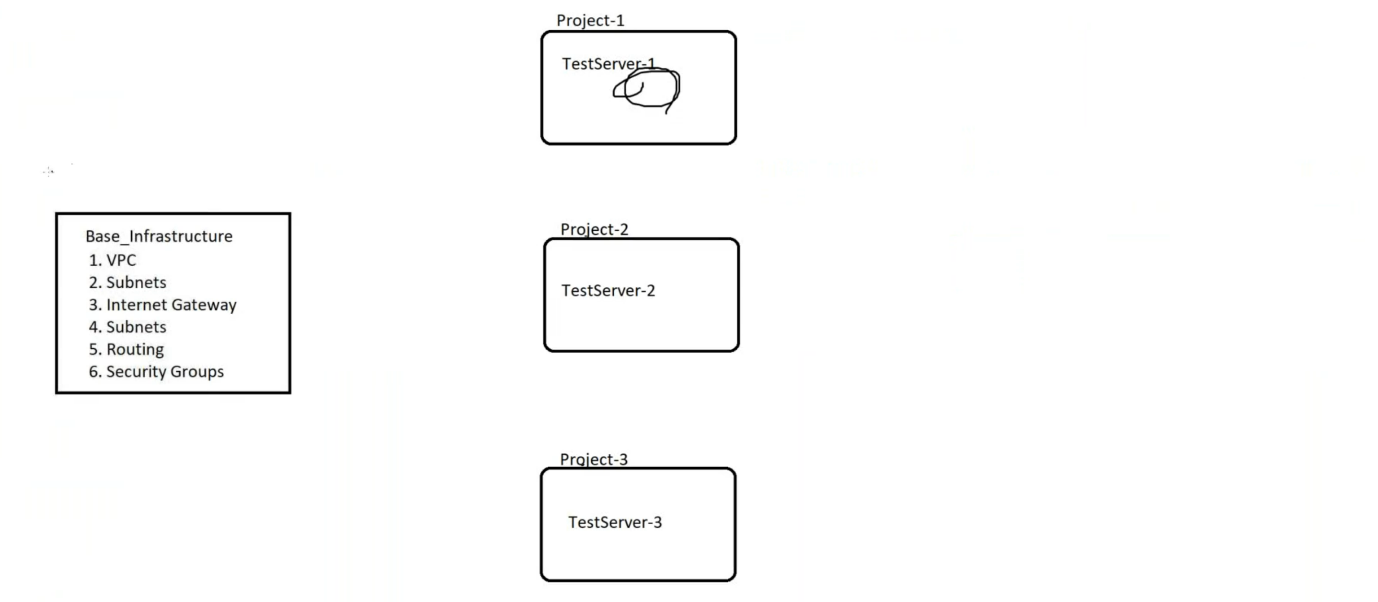 Project-1
TestServer-1
Base_Infrastructure
1. VPC
2. Subnets
3. Internet Gateway
4. Subnets
5. Routing
6. Security Groups
Project-2
TestServer-2
Project-3
TestServer-3